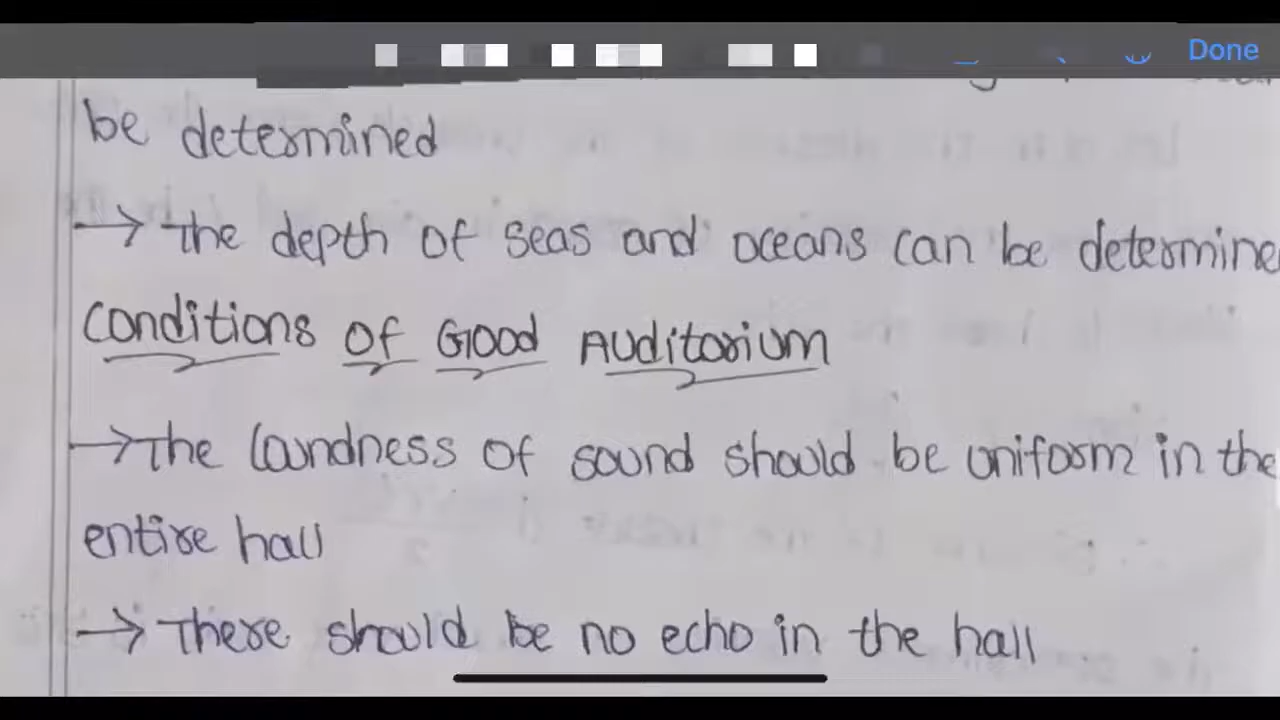 Done
be determined
→ The depth of seas and oceans can be determine
Conditions of Good Auditorium
→ The loundness of sound should be uniform in the
entire hall
→ There should be no echo in the hall